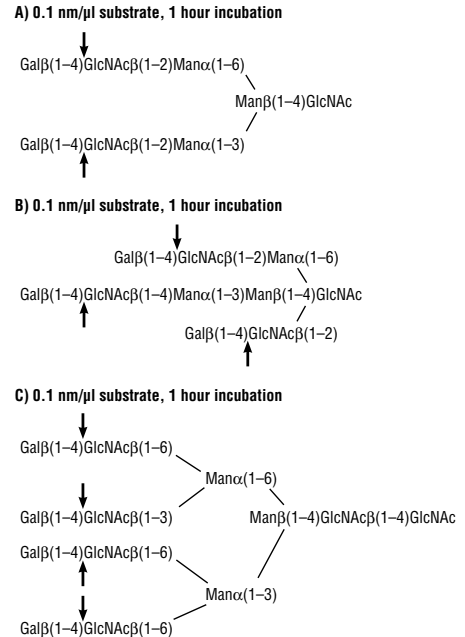 A) 0.1 nm/µl substrate, 1 hour incubation
Galβ(1–4)GlcNAcβ(1–2)Manα(1–6)
Manβ(1–4)GlcNAc
Galβ(1–4)GlcNAcβ(1–2)Manα(1–3)
B) 0.1 nm/µl substrate, 1 hour incubation
Galβ(1–4)GlcNAcβ(1–2)Manα(1–6)
Galβ(1–4)GlcNAcβ(1–4)Manα(1–3)Manβ(1–4)GlcNAc
Galβ(1–4)GlcNAcβ(1–2)
C) 0.1 nm/µl substrate, 1 hour incubation
Galβ(1–4)GlcNAcβ(1–6)
Manα(1–6)
Galβ(1–4)GlcNAcβ(1–3)
Manβ(1–4)GlcNAcβ(1–4)GlcNAc
Galβ(1–4)GlcNAcβ(1–6)
Manα(1–3)
Galβ(1–4)GlcNAcβ(1–6)